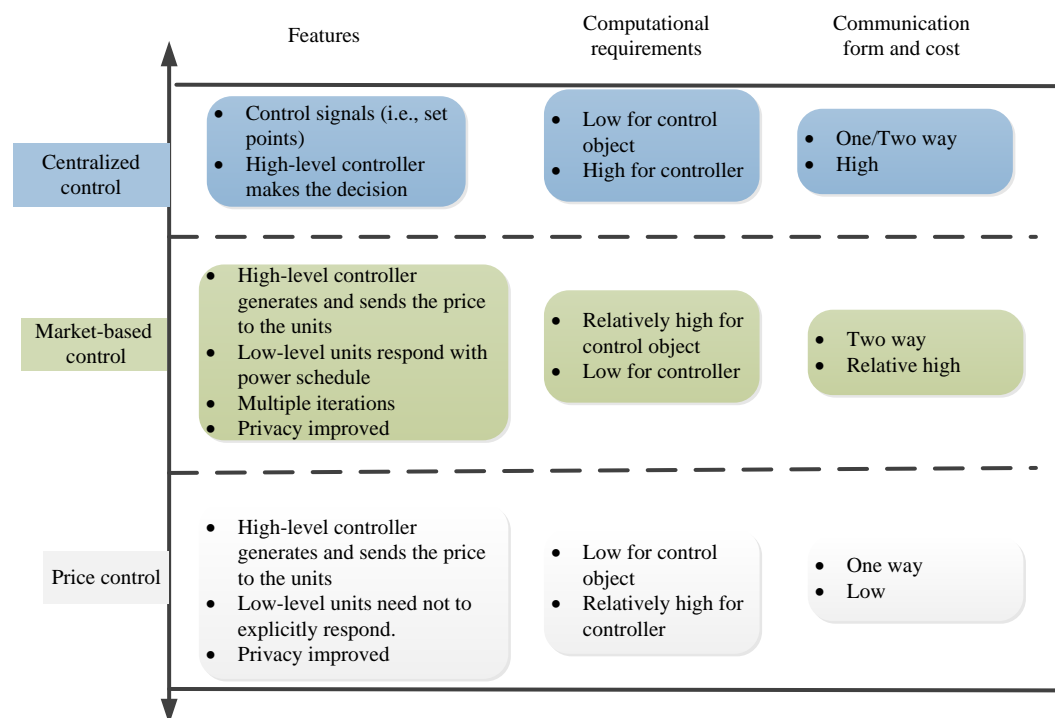 Features
Computational
requirements
Communication
form and cost
Centralized
control
• Control signals (i.e., set
points)
• High-level controller
makes the decision
• Low for control
object
• High for controller
• One/Two way
• High
Market-based
control
• High-level controller
generates and sends the price
to the units
• Low-level units respond with
power schedule
• Multiple iterations
• Privacy improved
• Relatively high for
control object
• Low for controller
• Two way
• Relative high
Price control
• High-level controller
generates and sends the price
to the units
• Low-level units need not to
explicitly respond.
• Privacy improved
• Low for control
object
• Relatively high for
controller
• One way
• Low